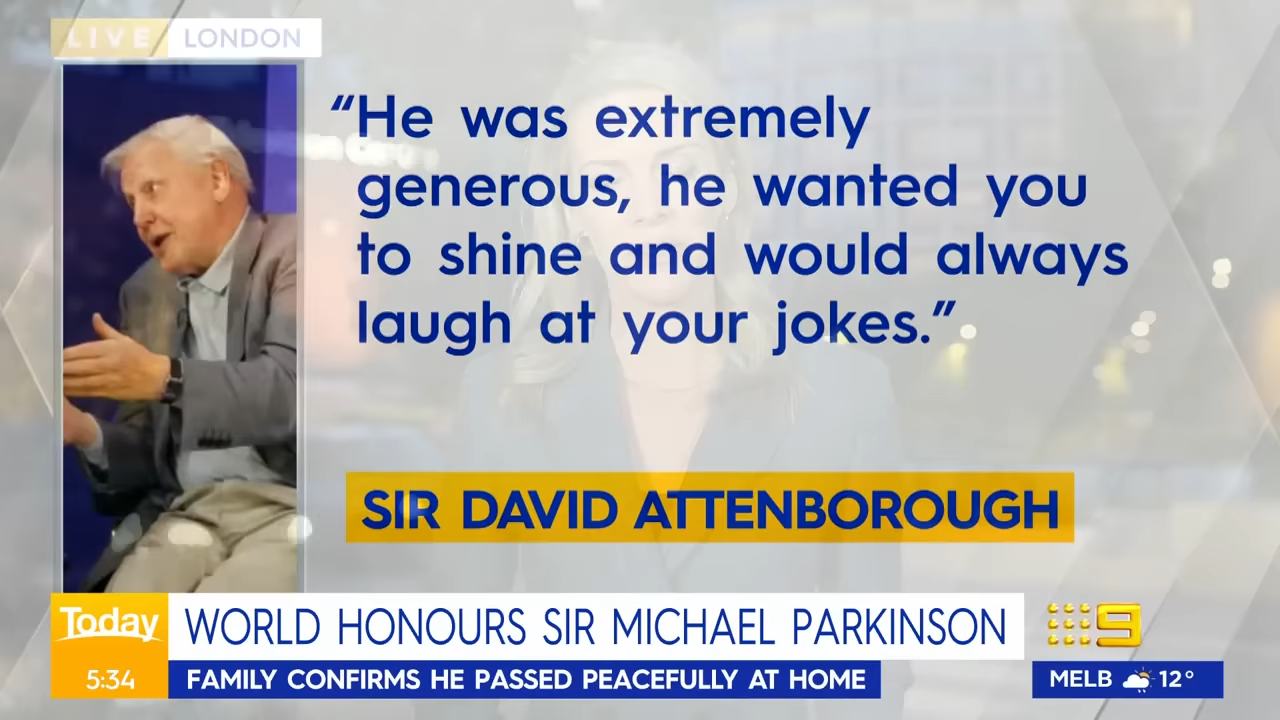 LIVE LONDON
“He was extremely
generous, he wanted you
to shine and would always
laugh at your jokes.”
SIR DAVID ATTENBOROUGH
Today WORLD HONOURS SIR MICHAEL PARKINSON 9
5:34 FAMILY CONFIRMS HE PASSED PEACEFULLY AT HOME MELB 12°